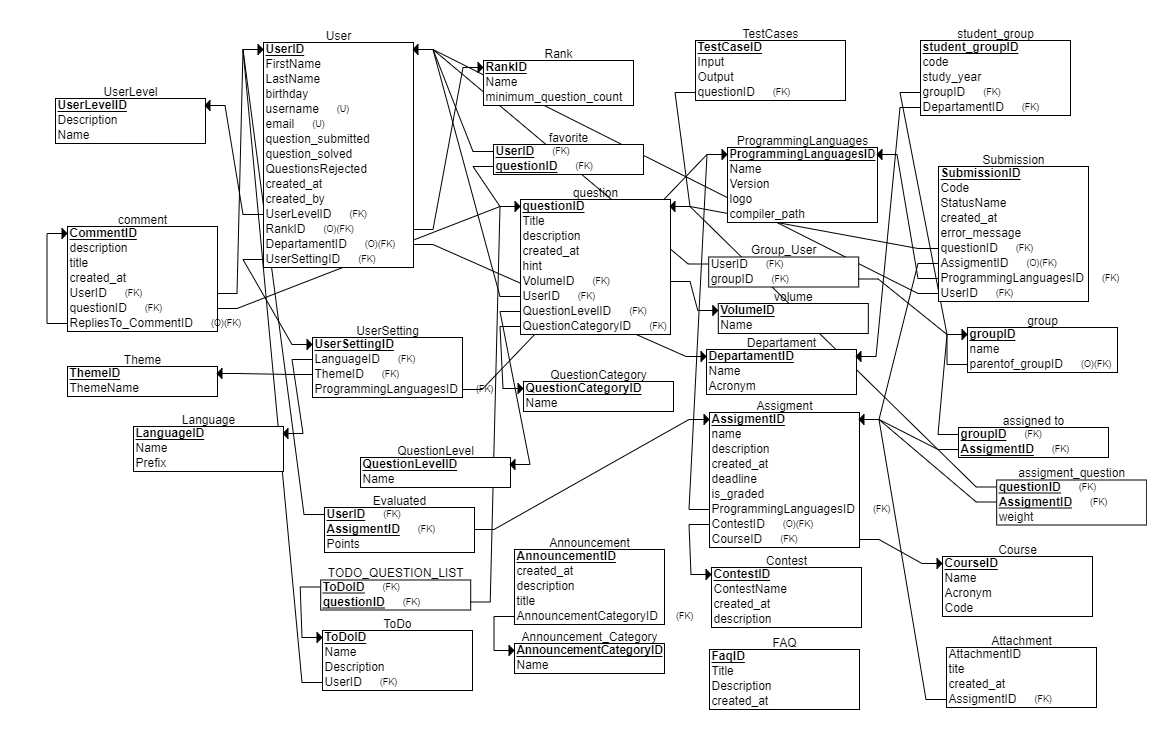 User
UserID
FirstName
LastName
birthday
username (U)
email (U)
question_submitted
question_solved
QuestionsRejected
created_at
created_by
UserLevelID (FK)
RankID (O)(FK)
DepartamentID (O)(FK)
UserSettingID (FK)
Rank
RankID
Name
minimum_question_count
TestCases
TestCaseID
Input
Output
questionID (FK)
student_group
student_groupID
code
study_year
groupID (FK)
DepartamentID (FK)
UserLevel
UserLevelID
Description
Name
favorite
UserID (FK)
questionID (FK)
ProgrammingLanguages
ProgrammingLanguagesID
Name
Version
logo
compiler_path
Submission
SubmissionID
Code
StatusName
created_at
error_message
questionID (FK)
AssigmentID (O)(FK)
ProgrammingLanguagesID (FK)
UserID (FK)
comment
CommentID
description
title
created_at
UserID (FK)
questionID (FK)
RepliesTo_CommentID (O)(FK)
question
questionID
Title
description
created_at
hint
VolumeID (FK)
UserID (FK)
QuestionLevelID (FK)
QuestionCategoryID (FK)
Group_User
UserID (FK)
groupID (FK)
volume
VolumeID
Name
group
groupID
name
parentof_groupID (O)(FK)
UserSetting
UserSettingID
LanguageID (FK)
ThemeID (FK)
ProgrammingLanguagesID (FK)
Departament
DepartamentID
Name
Acronym
Theme
ThemeID
ThemeName
QuestionCategory
QuestionCategoryID
Name
Assigment
AssigmentID
name
description
created_at
deadline
is_graded
ProgrammingLanguagesID (FK)
ContestID (O)(FK)
CourseID (FK)
assigned to
groupID (FK)
AssigmentID (FK)
Language
LanguageID
Name
Prefix
QuestionLevel
QuestionLevelID
Name
assigment_question
questionID (FK)
AssigmentID (FK)
weight
Evaluated
UserID (FK)
AssigmentID (FK)
Points
Announcement
AnnouncementID
created_at
description
title
AnnouncementCategoryID (FK)
Contest
ContestID
ContestName
created_at
description
Course
CourseID
Name
Acronym
Code
TODO_QUESTION_LIST
ToDoID (FK)
questionID (FK)
ToDo
ToDoID
Name
Description
UserID (FK)
Announcement_Category
AnnouncementCategoryID
Name
FAQ
FaqID
Title
Description
created_at
Attachment
AttachmentID
tite
created_at
AssigmentID (FK)